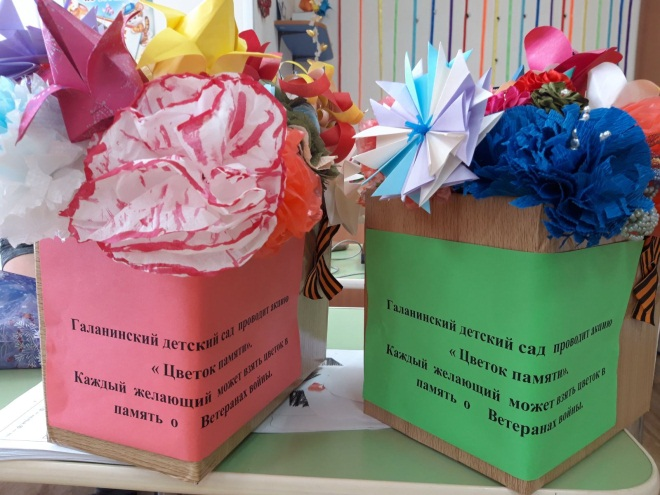 Галанинский детский сад проводит акцию
« Цветок памяти».
Каждый желающий может взять цветок в
память о Ветеранах войны.
Галанинский детский сад проводит акцию
« Цветок памяти».
Каждый желающий может взять цветок в
память о Ветеранах войны.